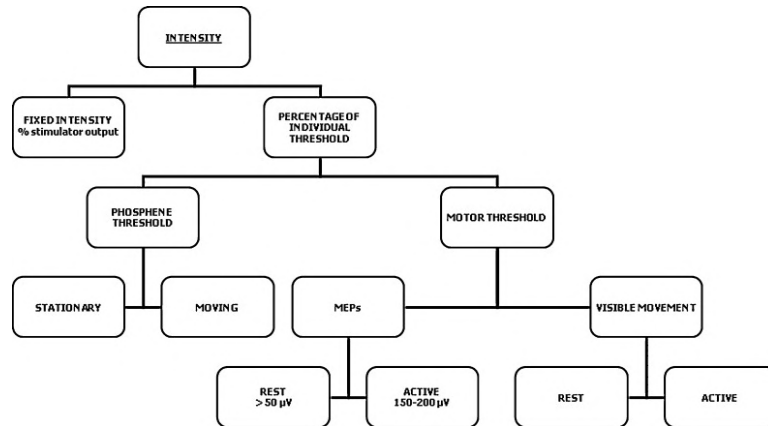 INTENSITY
FIXED INTENSITY
% stimulator output
PERCENTAGE OF
INDIVIDUAL
THRESHOLD
PHOSPHENE
THRESHOLD
MOTOR THRESHOLD
STATIONARY
MOVING
MEPs
VISIBLE MOVEMENT
REST
> 50 µV
ACTIVE
150-200 µV
REST
ACTIVE